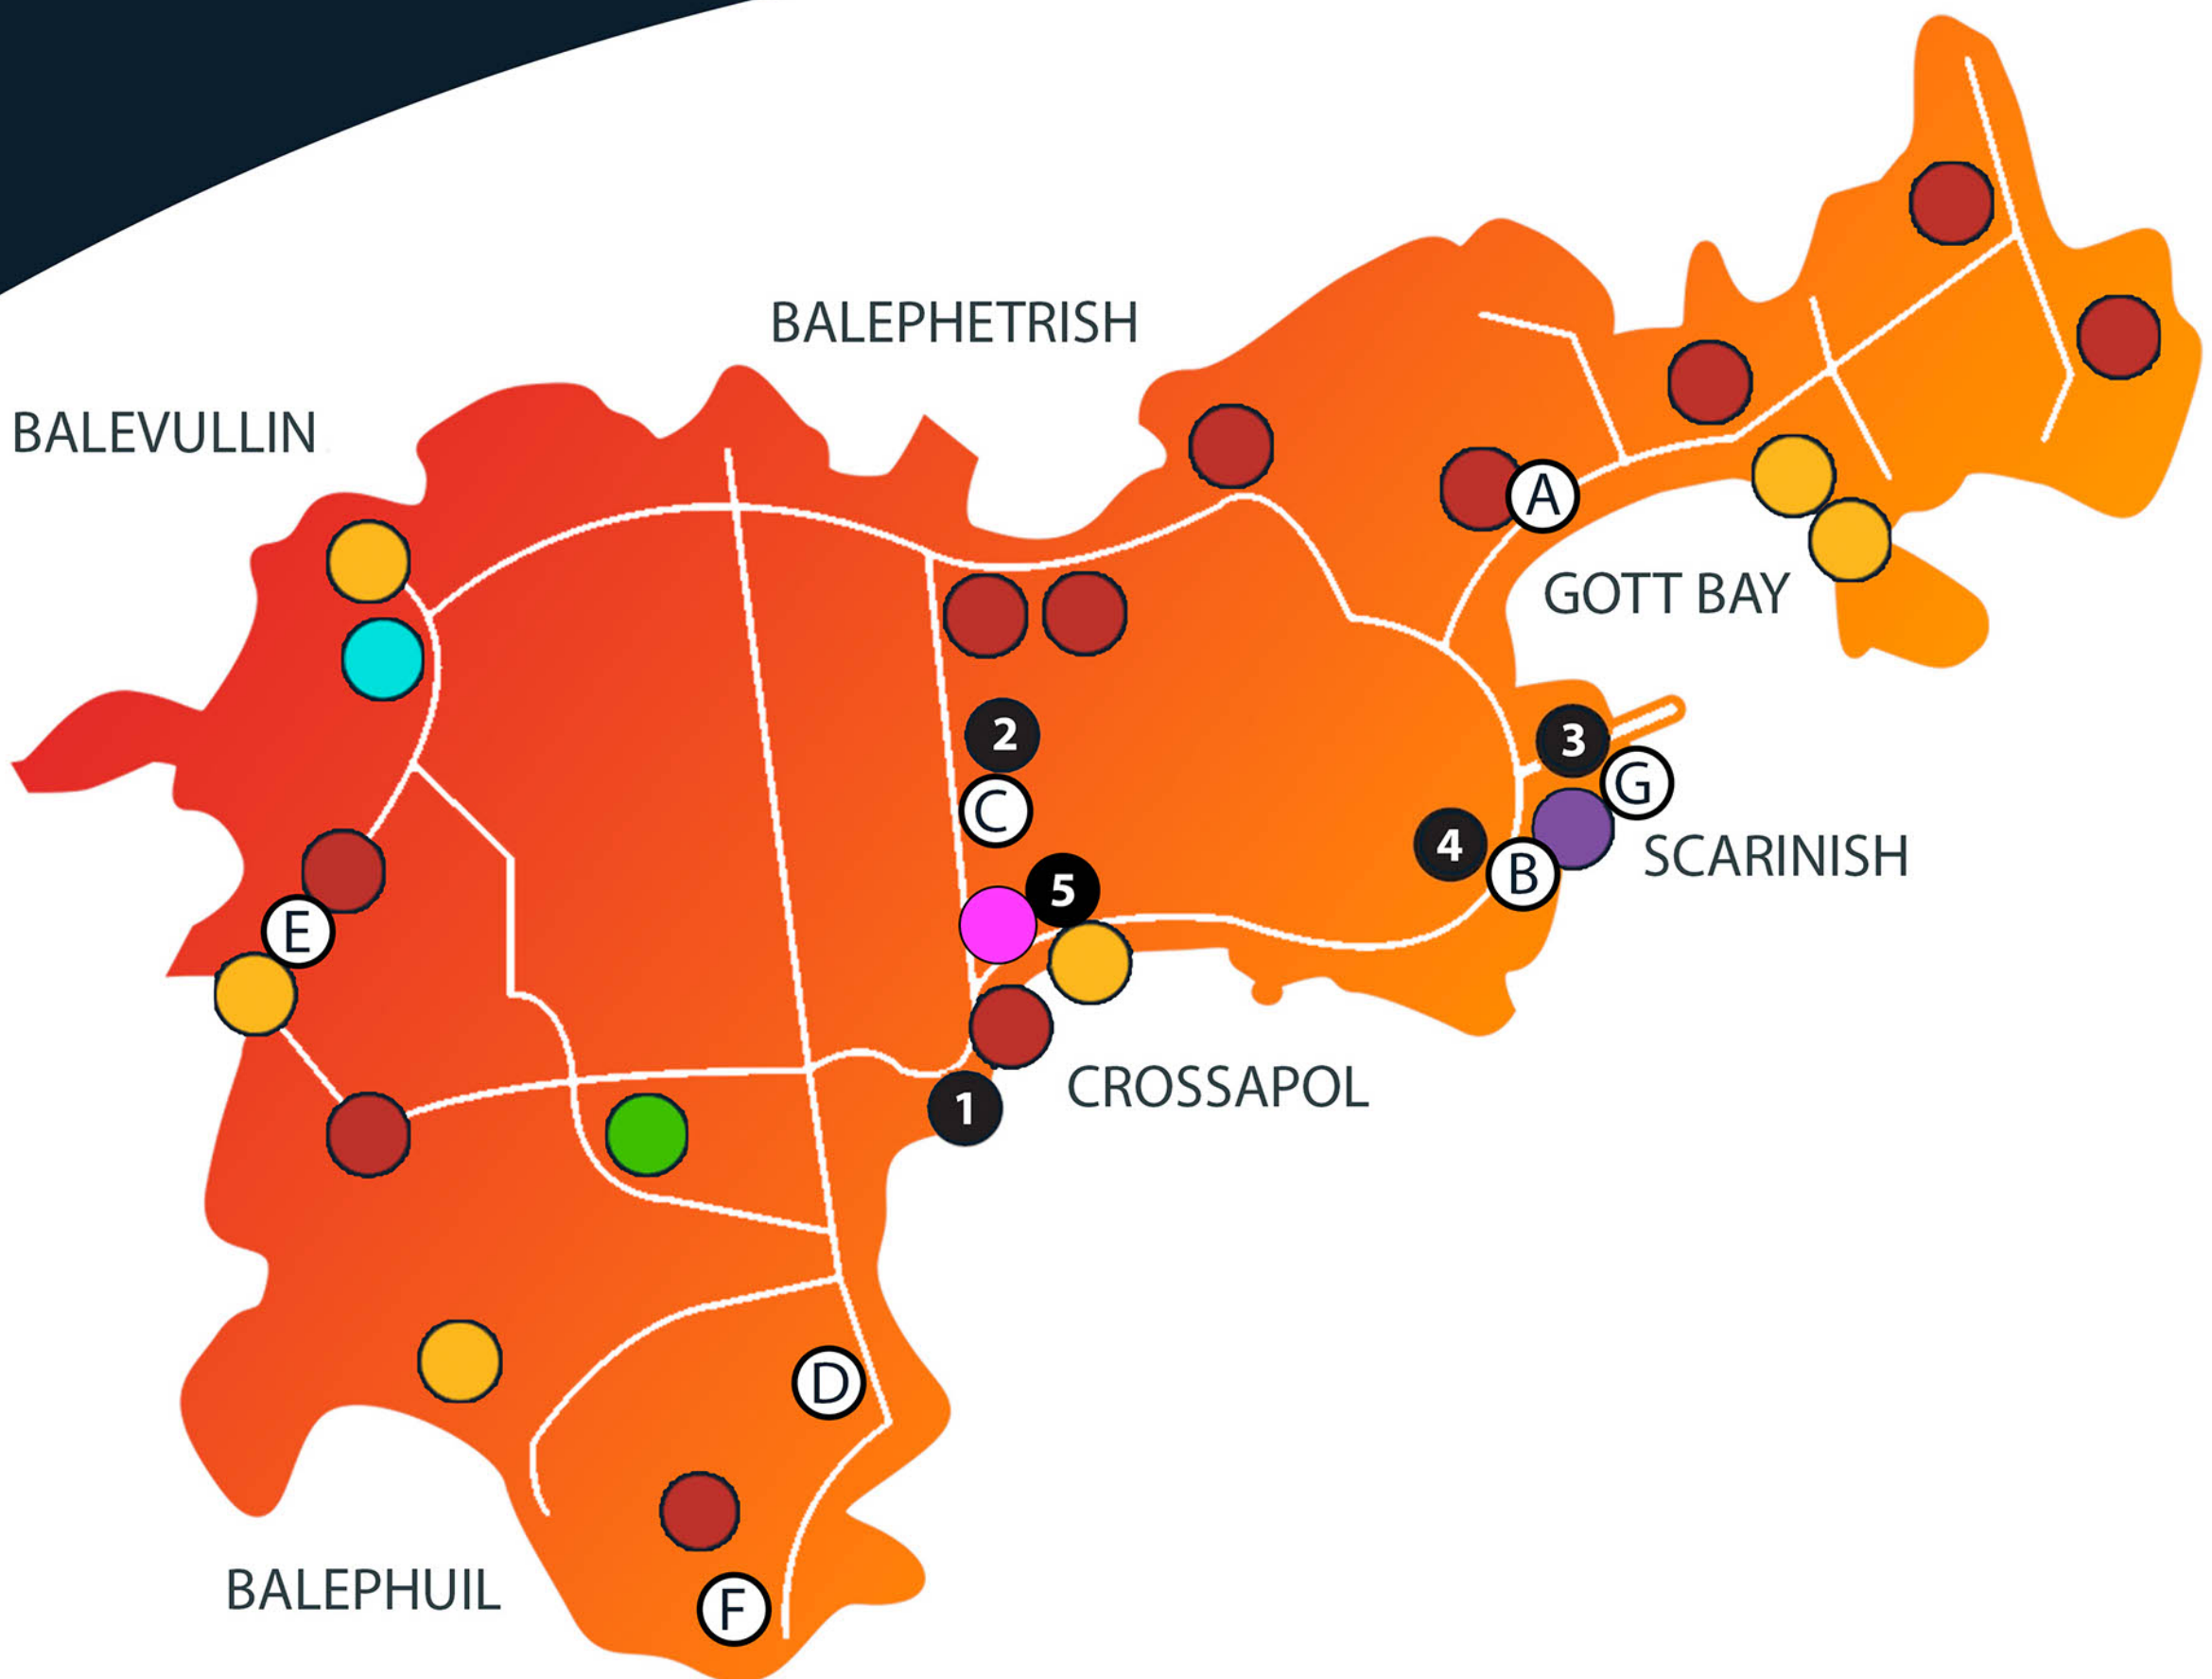 BALEPHETRISH
BALEVULLIN
A
GOTT BAY
2
3
G
C
4
SCARINISH
B
5
E
CROSSAPOL
1
D
BALEPHUIL
F